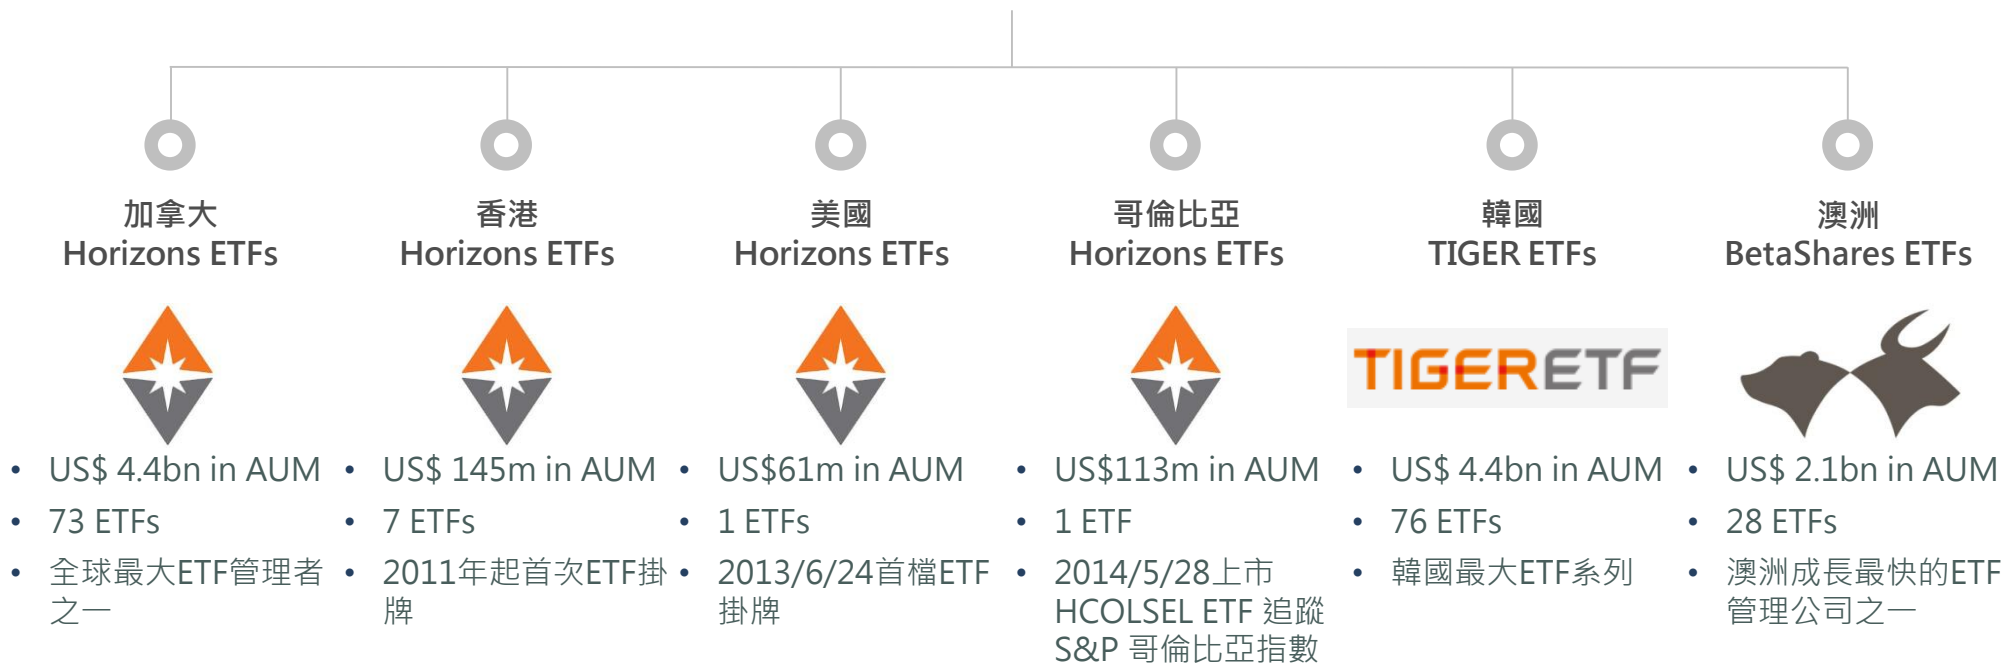 加拿大
Horizons ETFs
US$ 4.4bn in AUM
73 ETFs
全球最大ETF管理者
之一
香港
Horizons ETFs
US$ 145m in AUM
7 ETFs
2011年起首次ETF掛
牌
美國
Horizons ETFs
US$61m in AUM
1 ETFs
2013/6/24首檔ETF
掛牌
哥倫比亞
Horizons ETFs
US$113m in AUM
1 ETF
2014/5/28上市
HCOLSEL ETF 追蹤
S&P 哥倫比亞指數
韓國
TIGER ETFs
TIGERETF
US$ 4.4bn in AUM
76 ETFs
韓國最大ETF系列
澳洲
BetaShares ETFs
US$ 2.1bn in AUM
28 ETFs
澳洲成長最快的ETF
管理公司之一